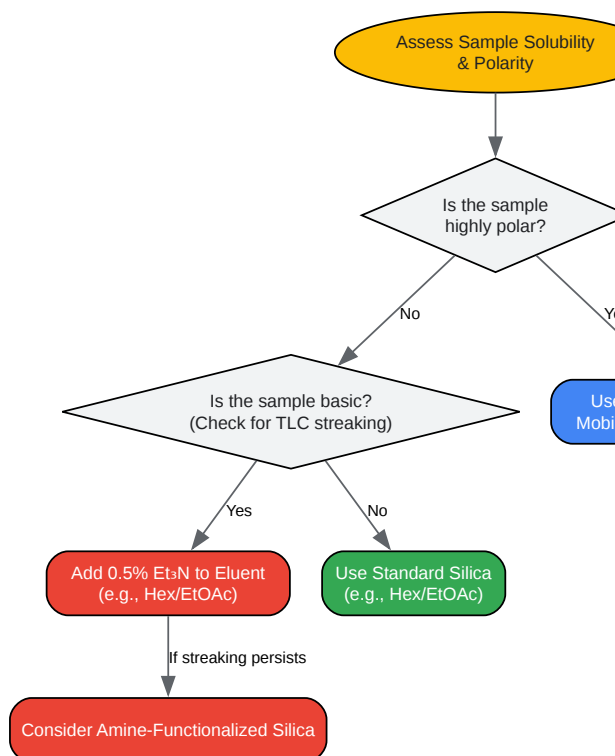 Assess Sample Solubility
& Polarity
Is the sample
highly polar?
No
Is the sample basic?
(Check for TLC streaking)
Use
Yes
No
Add 0.5% Et₃N to Eluent
(e.g., Hex/EtOAc)
Use Standard Silica
(e.g., Hex/EtOAc)
If streaking persists
Consider Amine-Functionalized Silica